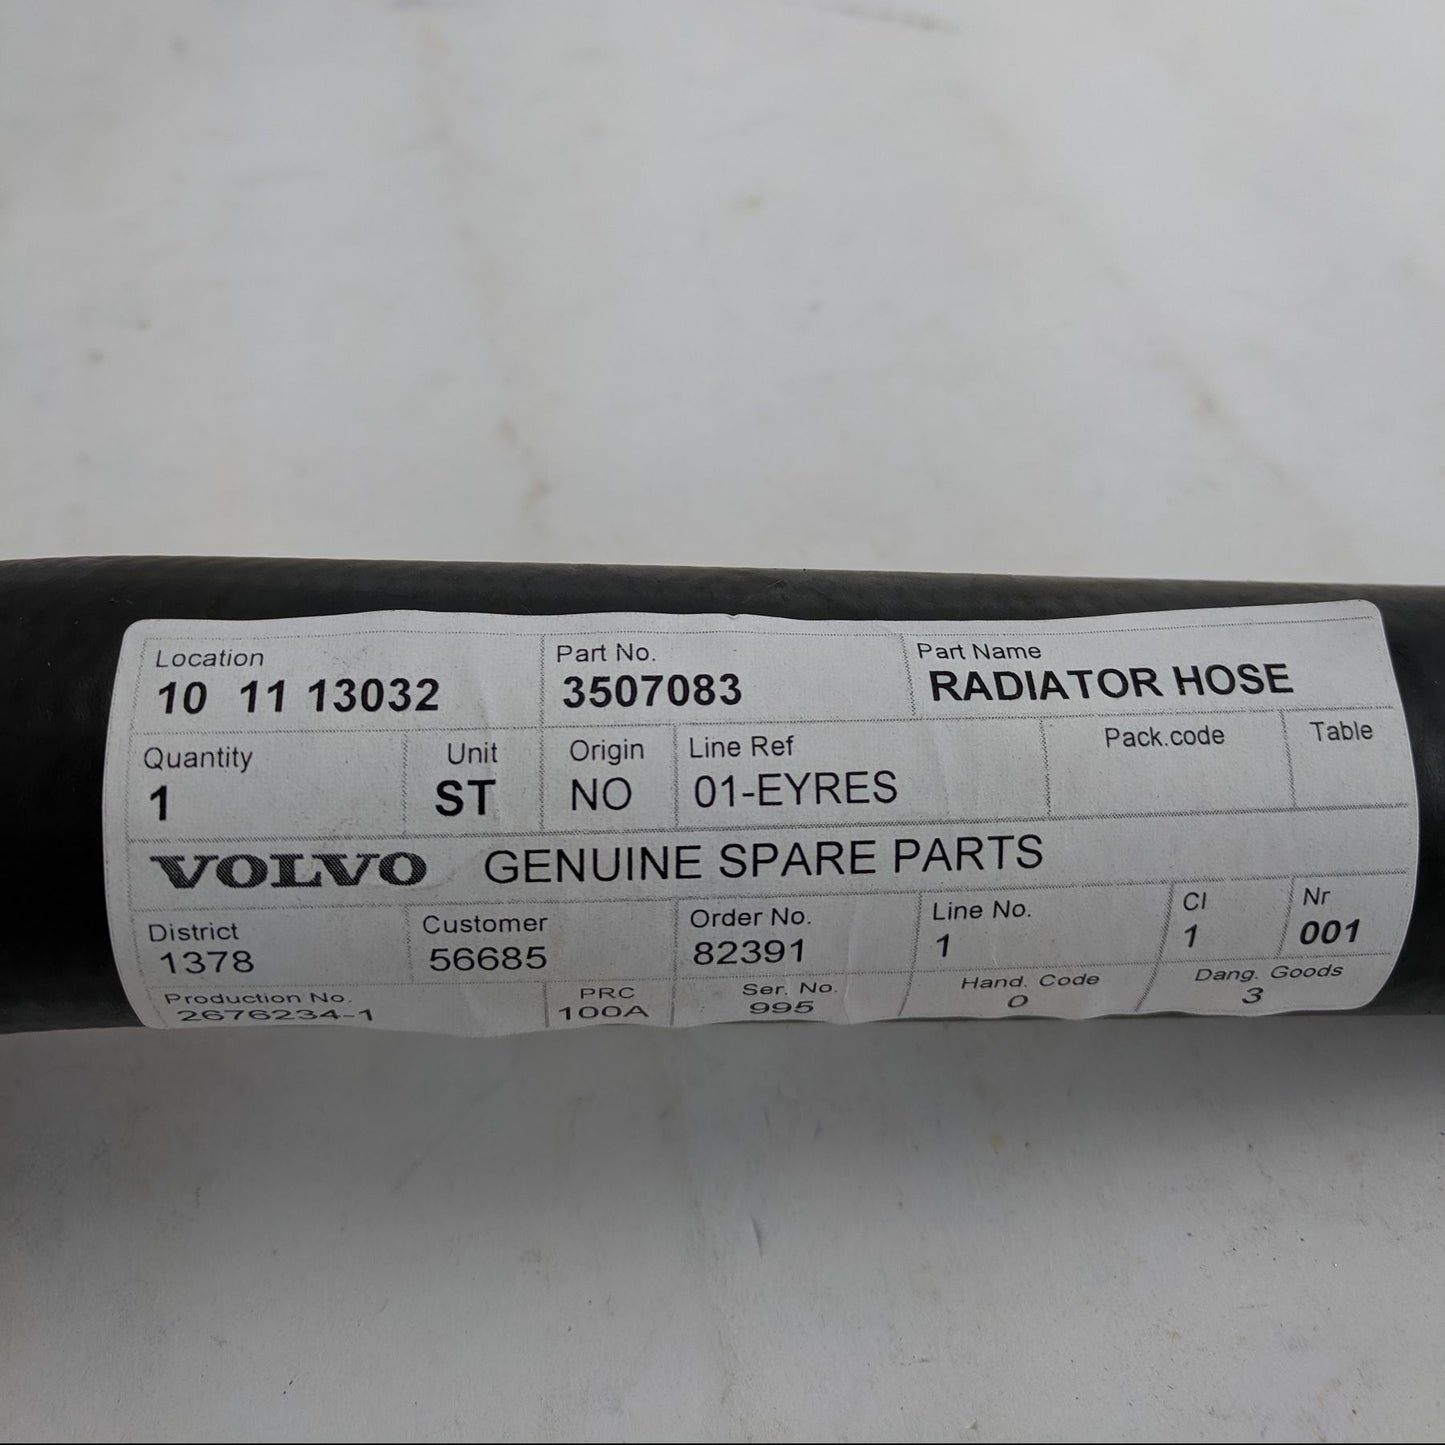 Location Part No. Part Name
10 11 13032 3507083 RADIATOR HOSE
Quantity Unit Origin Line Ref Pack.code Table
1 ST NO 01-EYRES
VOLVO GENUINE SPARE PARTS
District Customer Order No. Line No. Cl Nr
1378 56685 82391 1 1 001
Production No. PRC Ser. No. Hand. Code Dang. Goods
2676234-1 100A 995 0 3